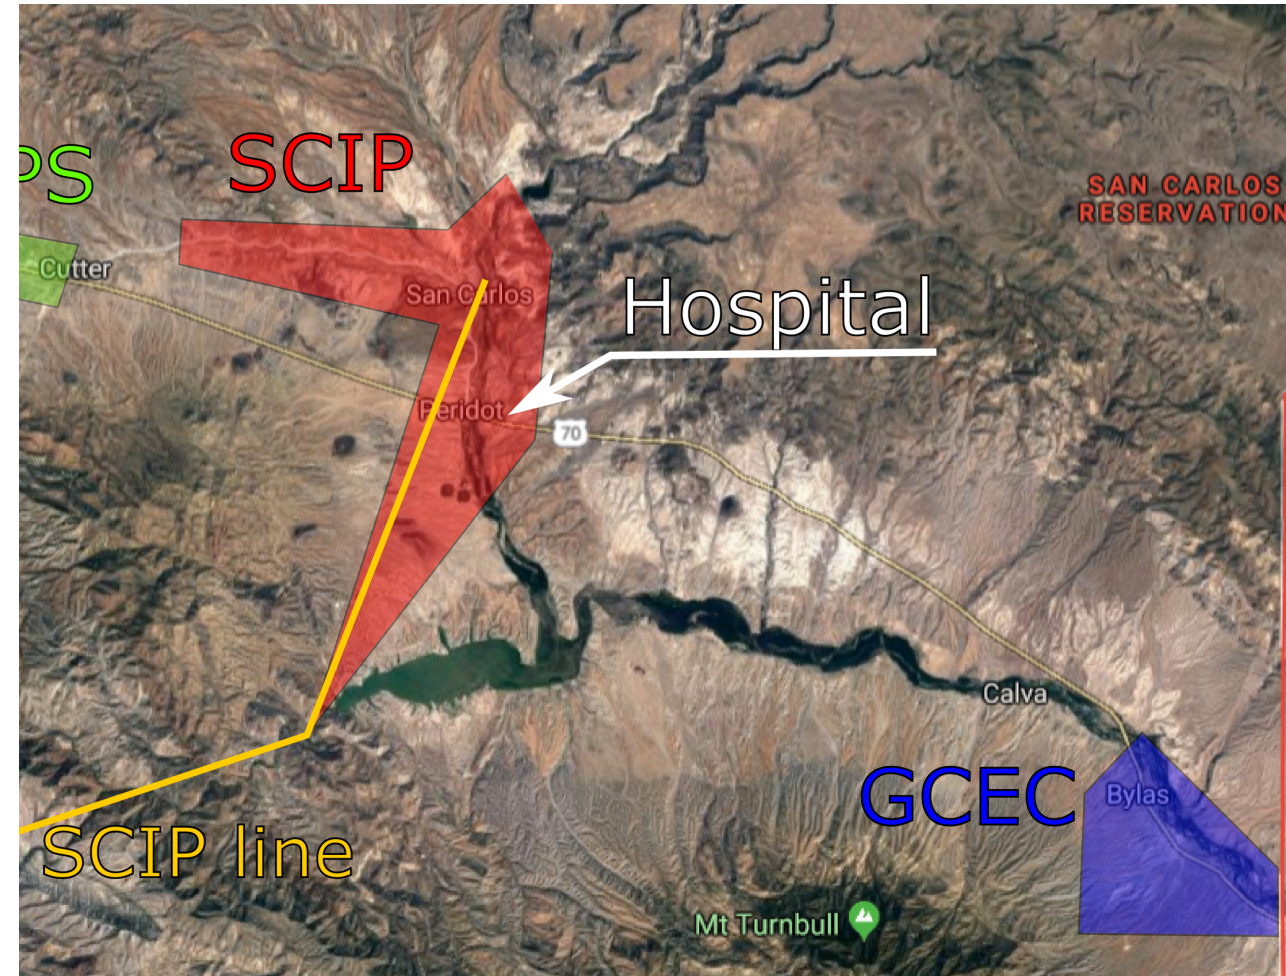 SCIP
PS
SAN CARLOS
RESERVATION
Cutter
San Carlos
Hospital
Peridot
70
Calva
GCEC
Bylas
SCIP line
Mt Turnbull